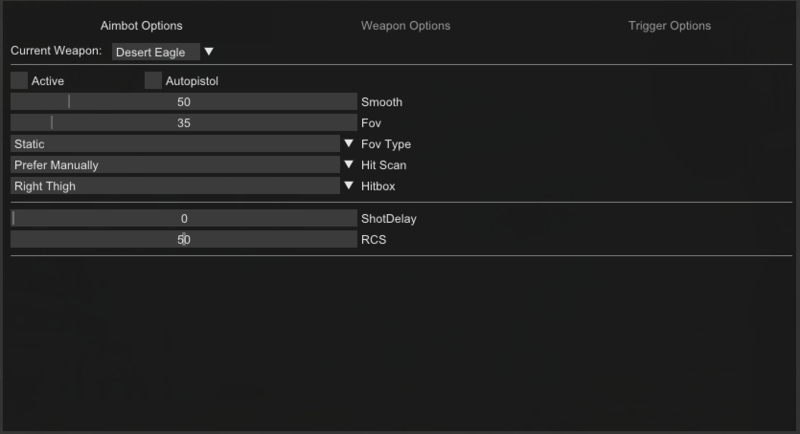 Aimbot Options Weapon Options Trigger Options
Current Weapon: Desert Eagle
Active Autopistol
50 Smooth
35 Fov
Static Fov Type
Prefer Manually Hit Scan
Right Thigh Hitbox
0 ShotDelay
50 RCS